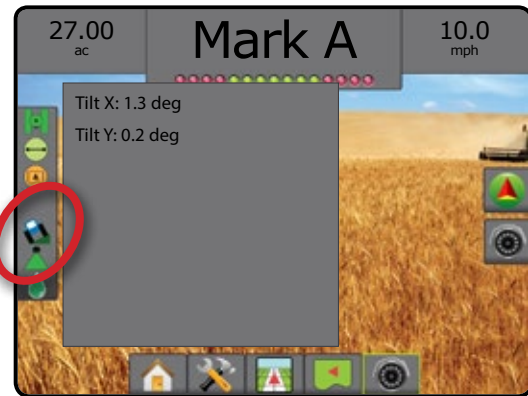 27.00
ac
Mark A
10.0
mph
Tilt X: 1.3 deg
Tilt Y: 0.2 deg